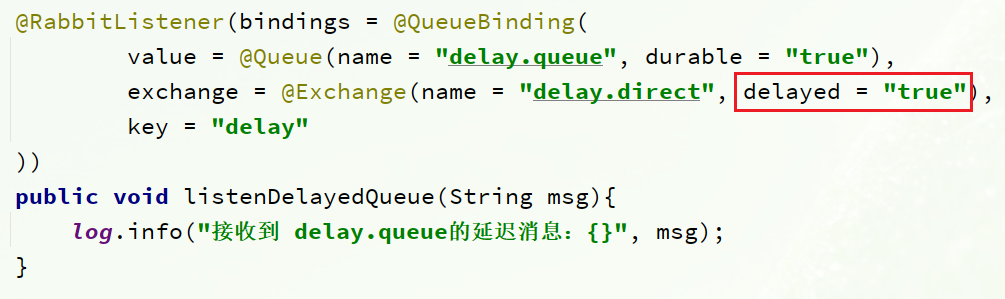 @RabbitListener(bindings = @QueueBinding(
        value = @Queue(name = "delay.queue", durable = "true"),
        exchange = @Exchange(name = "delay.direct", delayed = "true"),
        key = "delay"
))
public void listenDelayedQueue(String msg){
    log.info("接收到 delay.queue的延迟消息：{}", msg);
}